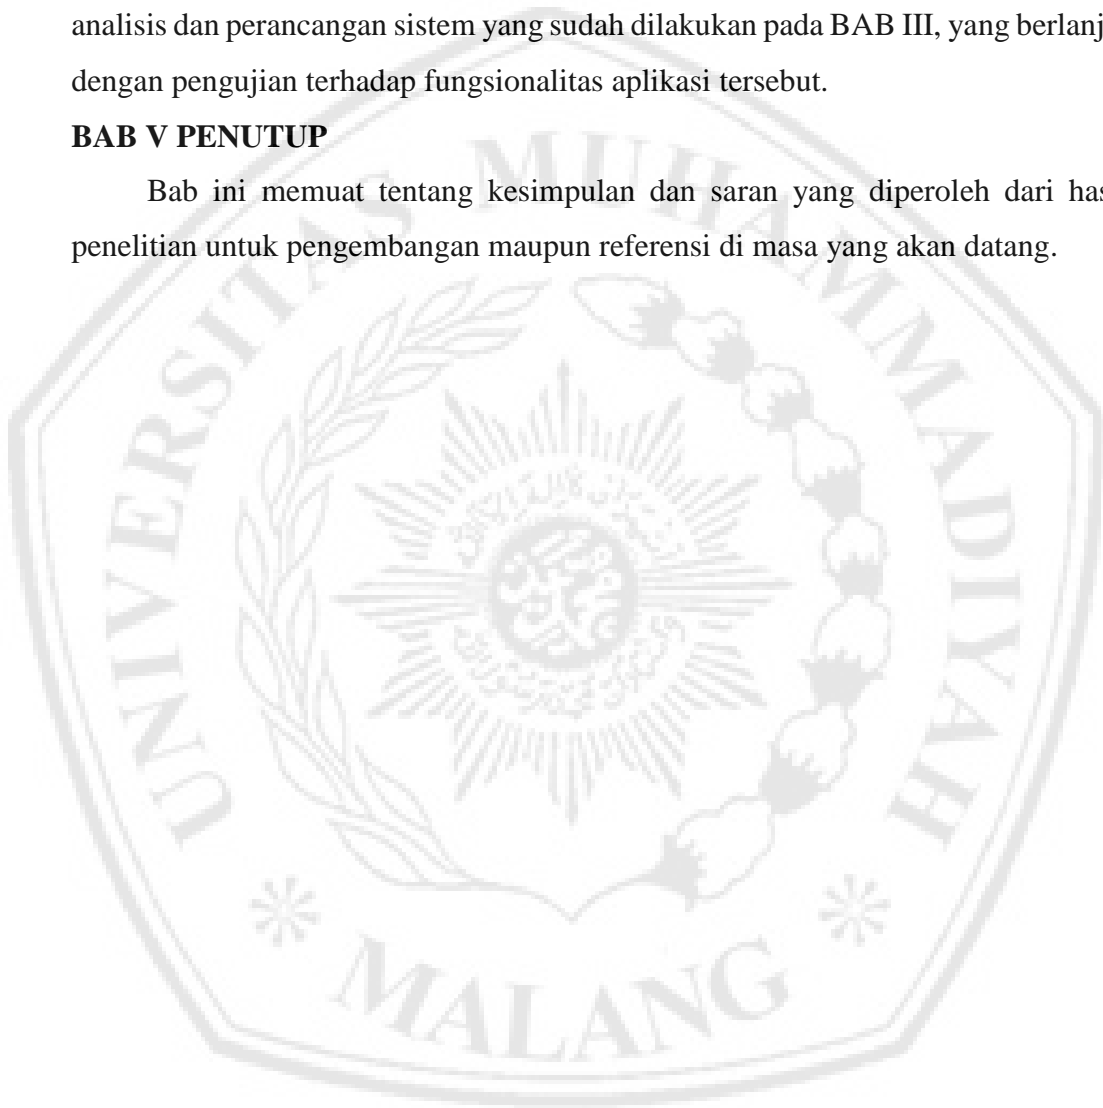 analisis dan perancangan sistem yang sudah dilakukan pada BAB III, yang berlanj
dengan pengujian terhadap fungsionalitas aplikasi tersebut.
BAB V PENUTUP
Bab ini memuat tentang kesimpulan dan saran yang diperoleh dari has
penelitian untuk pengembangan maupun referensi di masa yang akan datang.
UNIVERSITAS MUHAMMADIYAH
MALANG